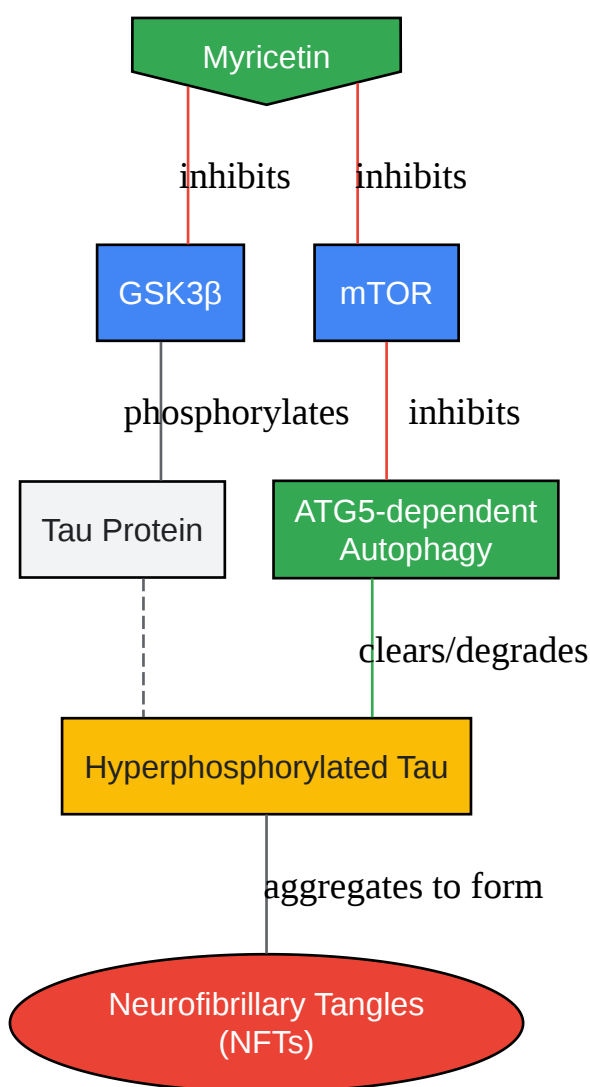 Myricetin
inhibits
inhibits
GSK3β
mTOR
phosphorylates
inhibits
Tau Protein
ATG5-dependent
Autophagy
clears/degrades
Hyperphosphorylated Tau
aggregates to form
Neurofibrillary Tangles
(NFTs)